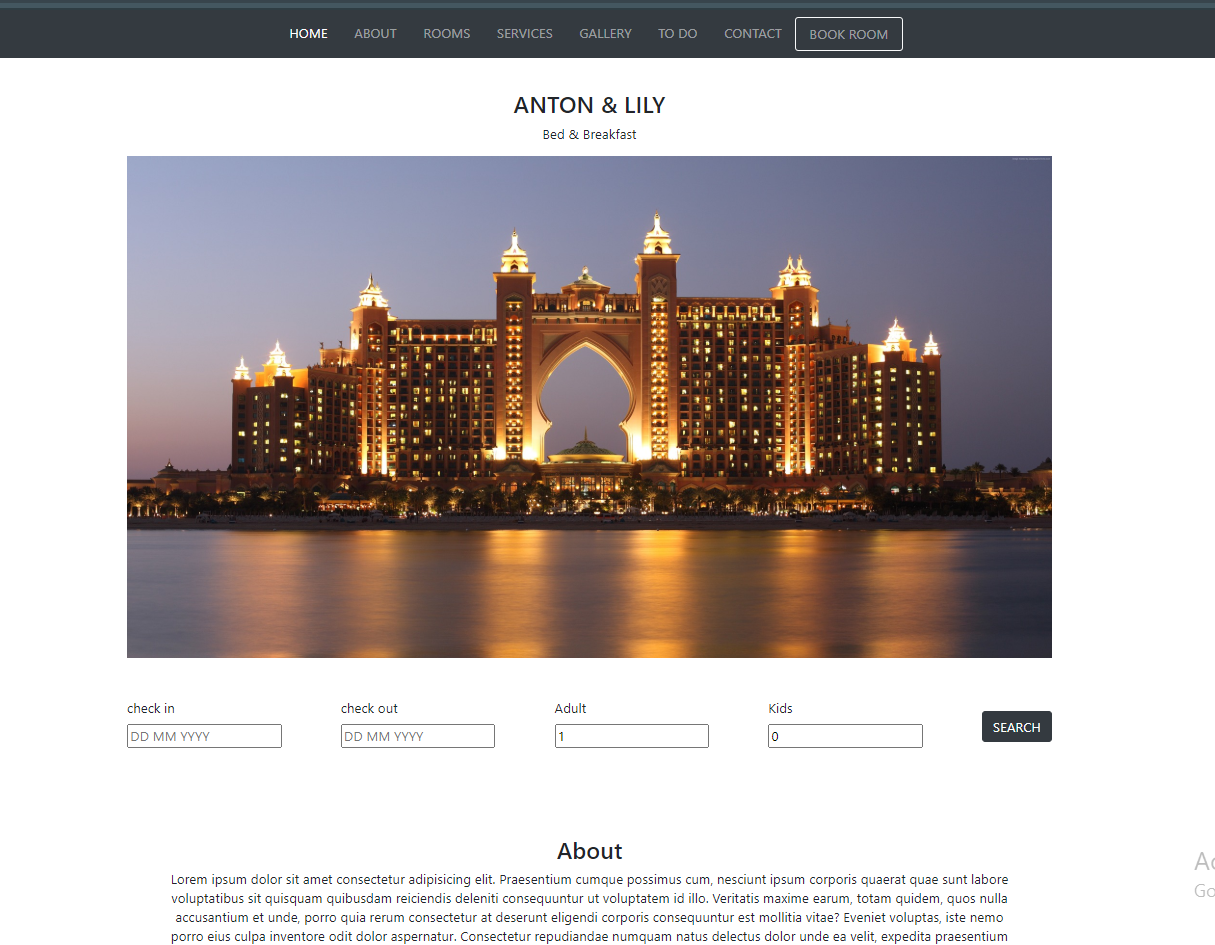 HOME ABOUT ROOMS SERVICES GALLERY TO DO CONTACT BOOK ROOM
ANTON & LILY
Bed & Breakfast
check in check out Adult Kids
DD MM YYYY DD MM YYYY 1 0 SEARCH
About
Lorem ipsum dolor sit amet consectetur adipisicing elit. Praesentium cumque possimus cum, nesciunt ipsum corporis quaerat quae sunt labore
voluptatibus sit quisquam quibusdam reiciendis deleniti consequuntur ut voluptatem id illo. Veritatis maxime earum, totam quidem, quos nulla
accusantium et unde, porro quia rerum consectetur at deserunt eligendi corporis consequuntur est mollitia vitae? Eveniet voluptas, iste nemo
porro eius culpa inventore odit dolor aspernatur. Consectetur repudiandae numquam natus delectus dolor unde ea velit, expedita praesentium